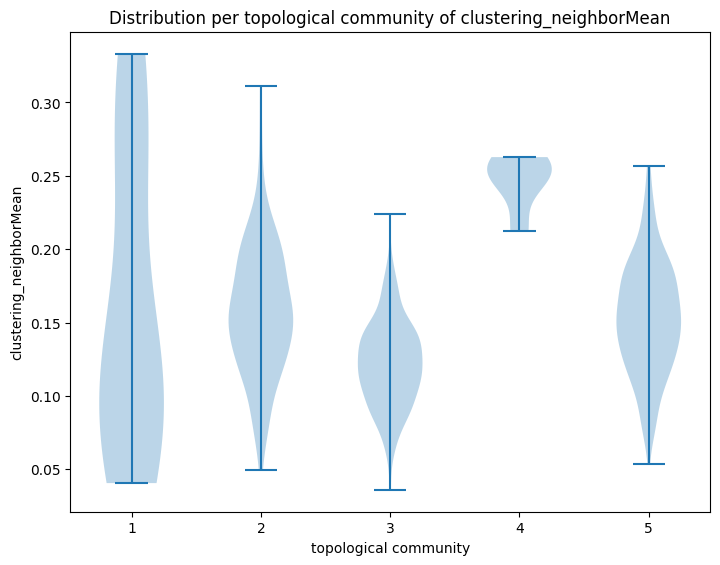 Distribution per topological community of clustering_neighborMean
clustering_neighborMean
0.30
0.25
0.20
0.15
0.10
0.05
1 2 3 4 5
topological community